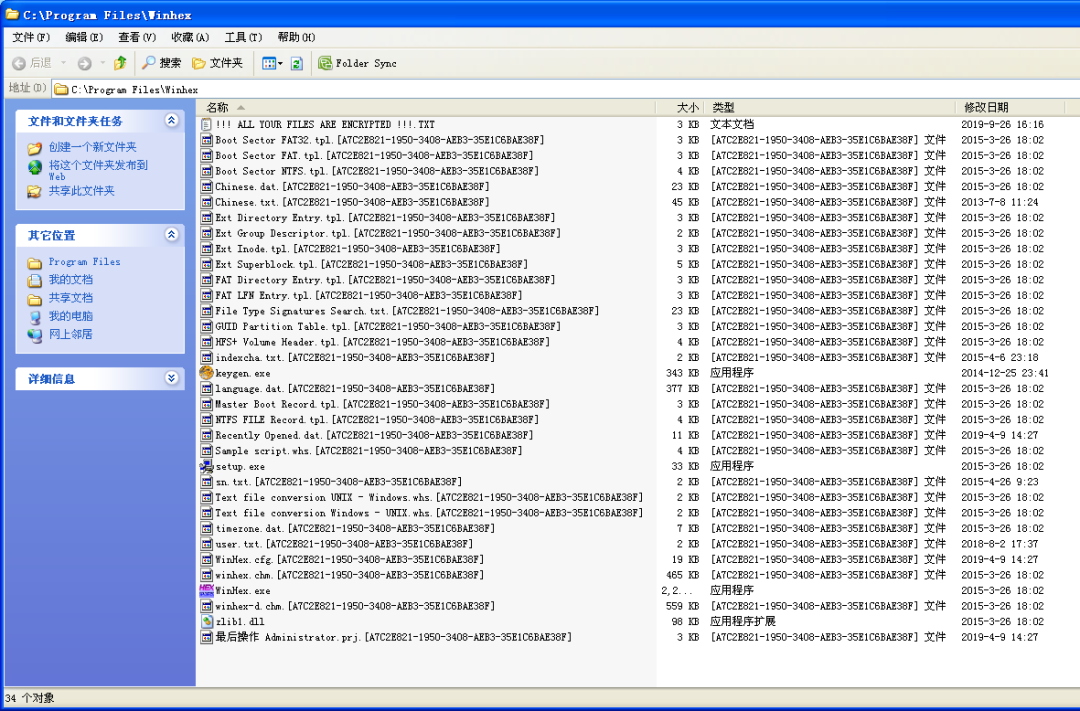 C:\Program Files\Winhex
文件(F) 编辑(E) 查看(V) 收藏(A) 工具(T) 帮助(H)
后退 搜索 文件夹 Folder Sync
地址(D) C:\Program Files\Winhex
文件和文件夹任务
创建一个新文件夹
将这个文件夹发布到
Web
共享此文件夹
其它位置
Program Files
我的文档
共享文档
我的电脑
网上邻居
详细信息
名称 大小 类型 修改日期
!!! ALL YOUR FILES ARE ENCRYPTED !!!.TXT 3 KB 文本文档 2019-9-26 16:16
Boot Sector FAT32.tpl.[A7C2E821-1950-3408-AEB3-35E1C6BAE38F] 3 KB [A7C2E821-1950-3408-AEB3-35E1C6BAE38F] 文件 2015-3-26 18:02
Boot Sector FAT.tpl.[A7C2E821-1950-3408-AEB3-35E1C6BAE38F] 3 KB [A7C2E821-1950-3408-AEB3-35E1C6BAE38F] 文件 2015-3-26 18:02
Boot Sector NTFS.tpl.[A7C2E821-1950-3408-AEB3-35E1C6BAE38F] 4 KB [A7C2E821-1950-3408-AEB3-35E1C6BAE38F] 文件 2015-3-26 18:02
Chinese.dat.[A7C2E821-1950-3408-AEB3-35E1C6BAE38F] 23 KB [A7C2E821-1950-3408-AEB3-35E1C6BAE38F] 文件 2015-3-26 18:02
Chinese.txt.[A7C2E821-1950-3408-AEB3-35E1C6BAE38F] 45 KB [A7C2E821-1950-3408-AEB3-35E1C6BAE38F] 文件 2013-7-8 11:24
Ext Directory Entry.tpl.[A7C2E821-1950-3408-AEB3-35E1C6BAE38F] 3 KB [A7C2E821-1950-3408-AEB3-35E1C6BAE38F] 文件 2015-3-26 18:02
Ext Group Descriptor.tpl.[A7C2E821-1950-3408-AEB3-35E1C6BAE38F] 2 KB [A7C2E821-1950-3408-AEB3-35E1C6BAE38F] 文件 2015-3-26 18:02
Ext Inode.tpl.[A7C2E821-1950-3408-AEB3-35E1C6BAE38F] 3 KB [A7C2E821-1950-3408-AEB3-35E1C6BAE38F] 文件 2015-3-26 18:02
Ext Superblock.tpl.[A7C2E821-1950-3408-AEB3-35E1C6BAE38F] 5 KB [A7C2E821-1950-3408-AEB3-35E1C6BAE38F] 文件 2015-3-26 18:02
FAT Directory Entry.tpl.[A7C2E821-1950-3408-AEB3-35E1C6BAE38F] 3 KB [A7C2E821-1950-3408-AEB3-35E1C6BAE38F] 文件 2015-3-26 18:02
FAT LFN Entry.tpl.[A7C2E821-1950-3408-AEB3-35E1C6BAE38F] 3 KB [A7C2E821-1950-3408-AEB3-35E1C6BAE38F] 文件 2015-3-26 18:02
File Type Signatures Search.txt.[A7C2E821-1950-3408-AEB3-35E1C6BAE38F] 23 KB [A7C2E821-1950-3408-AEB3-35E1C6BAE38F] 文件 2015-3-26 18:02
GUID Partition Table.tpl.[A7C2E821-1950-3408-AEB3-35E1C6BAE38F] 3 KB [A7C2E821-1950-3408-AEB3-35E1C6BAE38F] 文件 2015-3-26 18:02
HFS+ Volume Header.tpl.[A7C2E821-1950-3408-AEB3-35E1C6BAE38F] 4 KB [A7C2E821-1950-3408-AEB3-35E1C6BAE38F] 文件 2015-3-26 18:02
indexcha.txt.[A7C2E821-1950-3408-AEB3-35E1C6BAE38F] 2 KB [A7C2E821-1950-3408-AEB3-35E1C6BAE38F] 文件 2015-4-6 23:18
keygen.exe 343 KB 应用程序 2014-12-25 23:41
language.dat.[A7C2E821-1950-3408-AEB3-35E1C6BAE38F] 377 KB [A7C2E821-1950-3408-AEB3-35E1C6BAE38F] 文件 2015-3-26 18:02
Master Boot Record.tpl.[A7C2E821-1950-3408-AEB3-35E1C6BAE38F] 3 KB [A7C2E821-1950-3408-AEB3-35E1C6BAE38F] 文件 2015-3-26 18:02
NTFS FILE Record.tpl.[A7C2E821-1950-3408-AEB3-35E1C6BAE38F] 4 KB [A7C2E821-1950-3408-AEB3-35E1C6BAE38F] 文件 2015-3-26 18:02
Recently Opened.dat.[A7C2E821-1950-3408-AEB3-35E1C6BAE38F] 11 KB [A7C2E821-1950-3408-AEB3-35E1C6BAE38F] 文件 2019-4-9 14:27
Sample script.whs.[A7C2E821-1950-3408-AEB3-35E1C6BAE38F] 4 KB [A7C2E821-1950-3408-AEB3-35E1C6BAE38F] 文件 2015-3-26 18:02
setup.exe 33 KB 应用程序 2015-3-26 18:02
sn.txt.[A7C2E821-1950-3408-AEB3-35E1C6BAE38F] 2 KB [A7C2E821-1950-3408-AEB3-35E1C6BAE38F] 文件 2015-4-26 9:23
Text file conversion UNIX - Windows.whs.[A7C2E821-1950-3408-AEB3-35E1C6BAE38F] 2 KB [A7C2E821-1950-3408-AEB3-35E1C6BAE38F] 文件 2015-3-26 18:02
Text file conversion Windows - UNIX.whs.[A7C2E821-1950-3408-AEB3-35E1C6BAE38F] 2 KB [A7C2E821-1950-3408-AEB3-35E1C6BAE38F] 文件 2015-3-26 18:02
timezone.dat.[A7C2E821-1950-3408-AEB3-35E1C6BAE38F] 7 KB [A7C2E821-1950-3408-AEB3-35E1C6BAE38F] 文件 2015-3-26 18:02
user.txt.[A7C2E821-1950-3408-AEB3-35E1C6BAE38F] 2 KB [A7C2E821-1950-3408-AEB3-35E1C6BAE38F] 文件 2018-8-2 17:37
WinHex.cfg.[A7C2E821-1950-3408-AEB3-35E1C6BAE38F] 19 KB [A7C2E821-1950-3408-AEB3-35E1C6BAE38F] 文件 2019-4-9 14:27
winhex.chm.[A7C2E821-1950-3408-AEB3-35E1C6BAE38F] 465 KB [A7C2E821-1950-3408-AEB3-35E1C6BAE38F] 文件 2015-3-26 18:02
WinHex.exe 2,2... 应用程序 2015-3-26 18:02
winhex-d.chm.[A7C2E821-1950-3408-AEB3-35E1C6BAE38F] 559 KB [A7C2E821-1950-3408-AEB3-35E1C6BAE38F] 文件 2015-3-26 18:02
zlib1.dll 98 KB 应用程序扩展 2015-3-26 18:02
最后操作 Administrator.prj.[A7C2E821-1950-3408-AEB3-35E1C6BAE38F] 3 KB [A7C2E821-1950-3408-AEB3-35E1C6BAE38F] 文件 2019-4-9 14:27
34 个对象